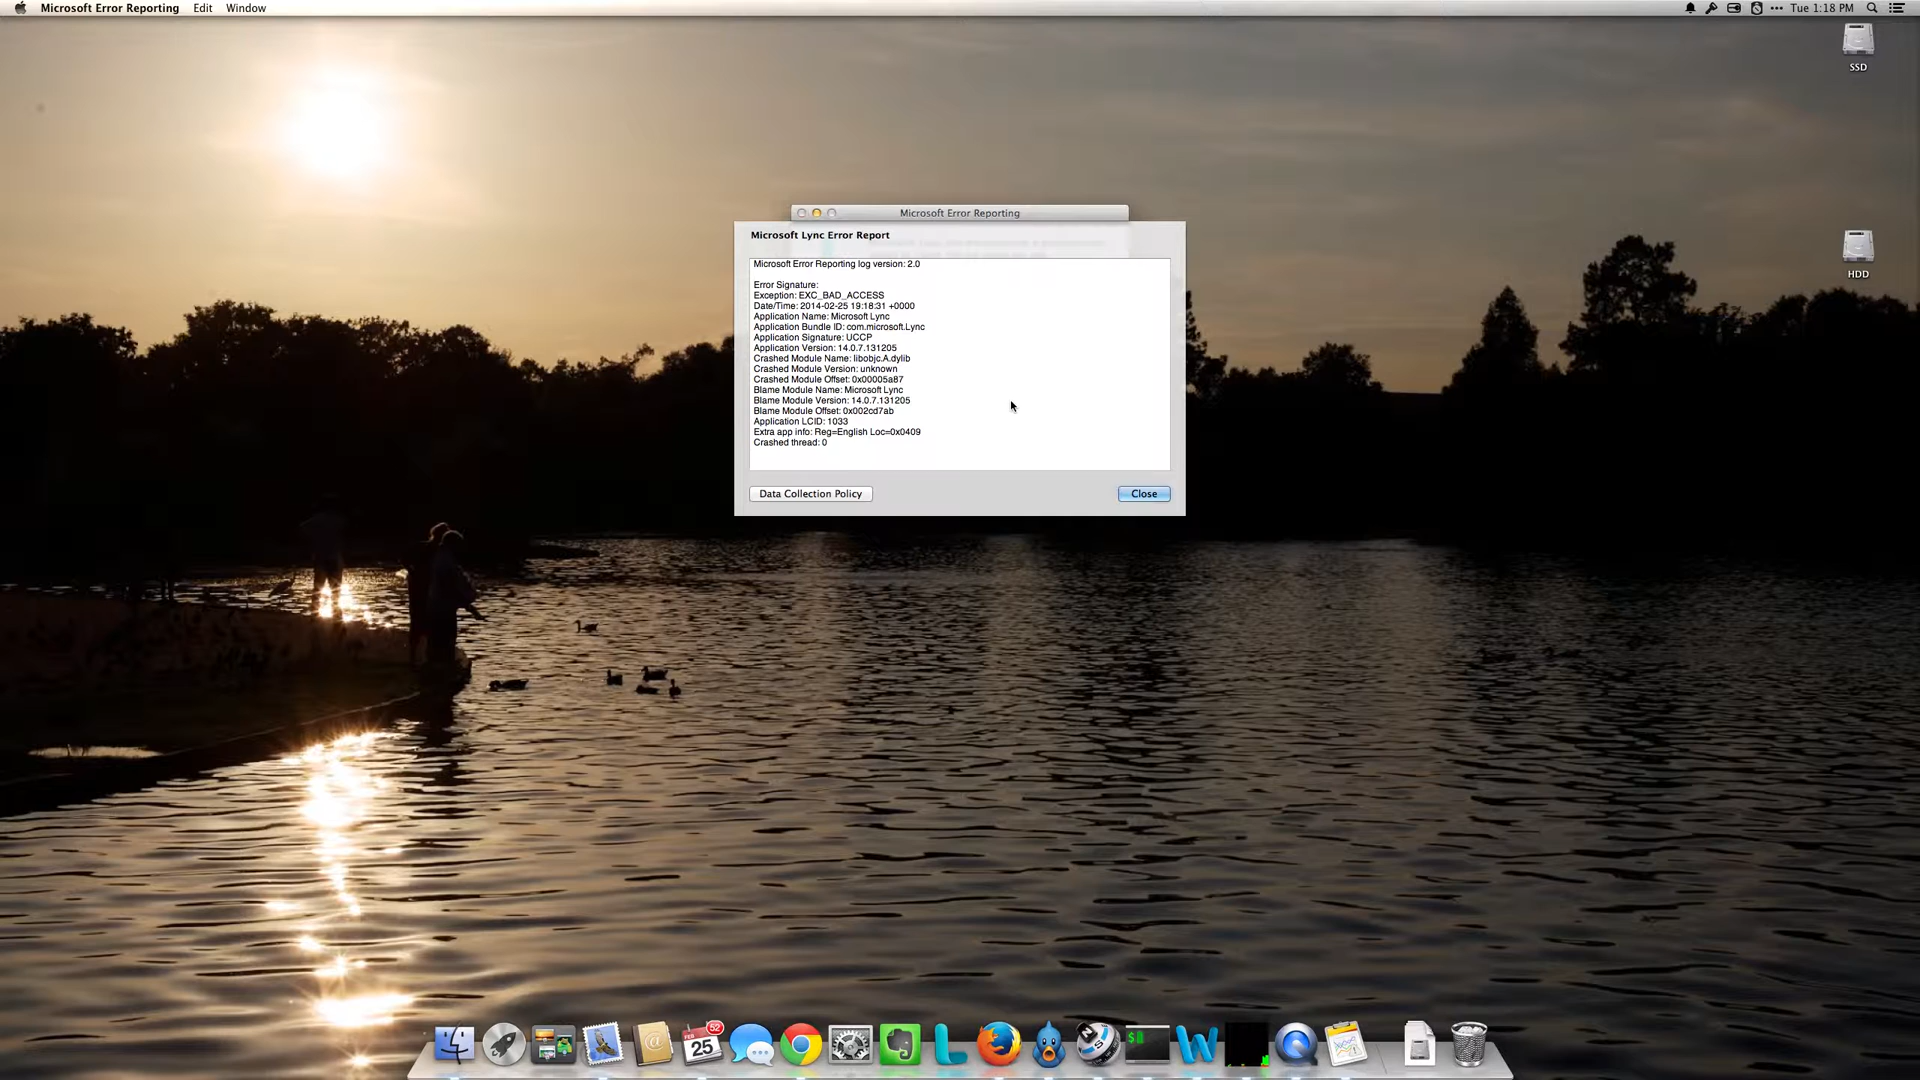 Microsoft Error Reporting Edit Window Tue 1:18 PM
SSD
HDD
Microsoft Error Reporting
Microsoft Lync Error Report
Microsoft Error Reporting log version: 2.0
Error Signature:
Exception: EXC_BAD_ACCESS
Date/Time: 2014-02-25 19:18:31 +0000
Application Name: Microsoft Lync
Application Bundle ID: com.microsoft.Lync
Application Signature: UCCP
Application Version: 14.0.7.131205
Crashed Module Name: libobjc.A.dylib
Crashed Module Version: unknown
Crashed Module Offset: 0x00005a87
Blame Module Name: Microsoft Lync
Blame Module Version: 14.0.7.131205
Blame Module Offset: 0x002cd7ab
Application LCID: 1033
Extra app info: Reg=English Loc=0x0409
Crashed thread: 0
Data Collection Policy Close
52
FEB
25